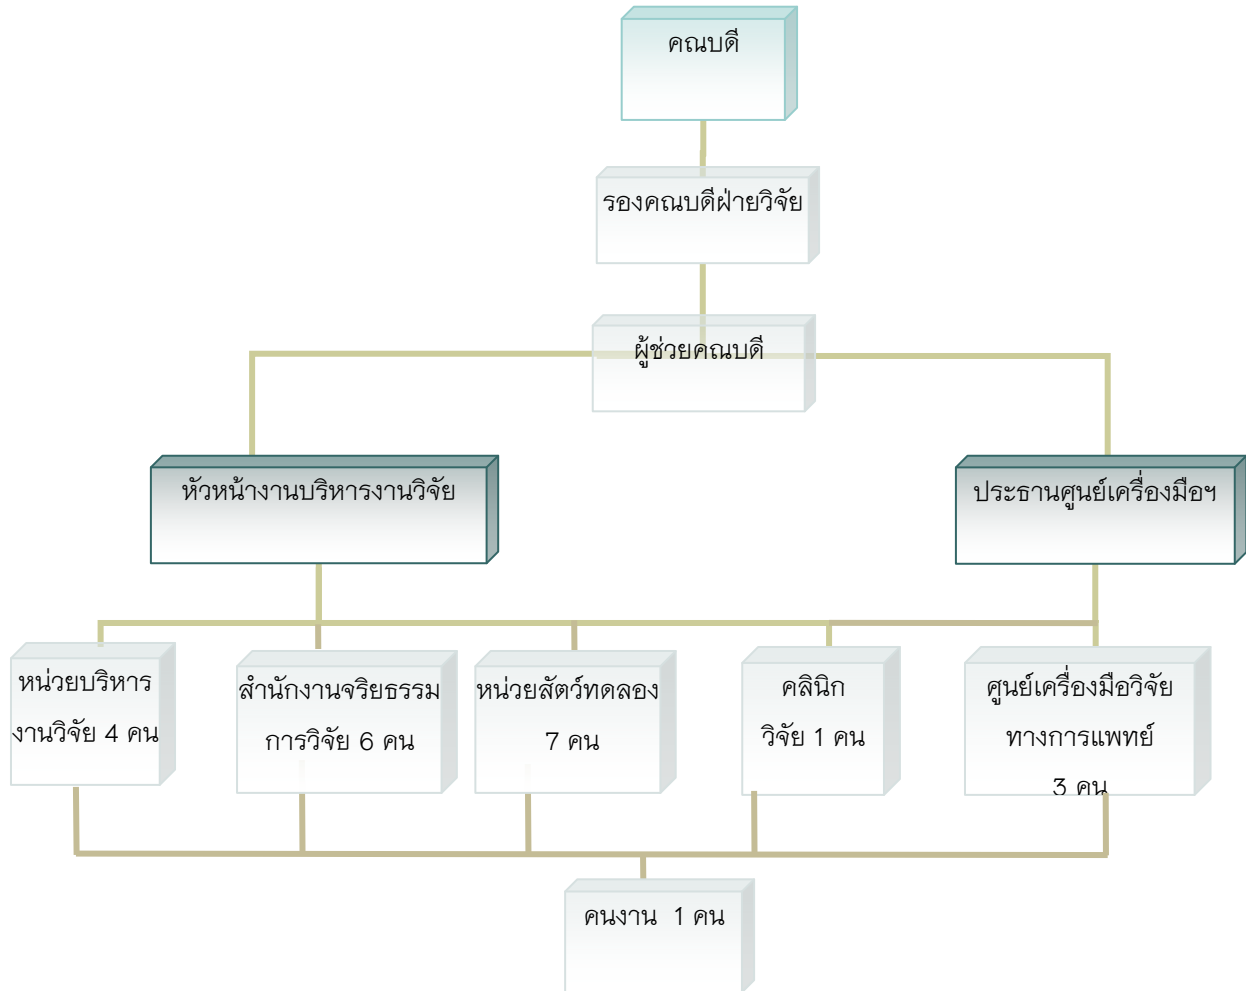 คณบดี
รองคณบดีฝ่ายวิจัย
ผู้ช่วยคณบดี
หัวหน้างานบริหารงานวิจัย
ประธานศูนย์เครื่องมือฯ
หน่วยบริหาร
งานวิจัย 4 คน
สำนักงานจริยธรรม
การวิจัย 6 คน
หน่วยสัตว์ทดลอง
7 คน
คลินิก
วิจัย 1 คน
ศูนย์เครื่องมือวิจัย
ทางการแพทย์
3 คน
คนงาน 1 คน